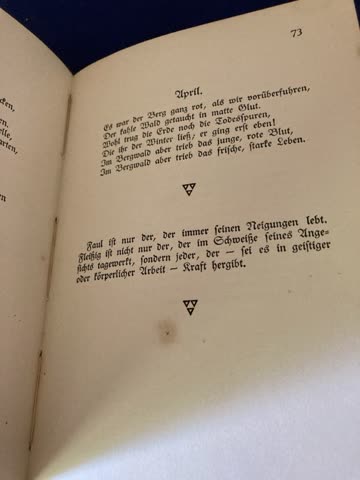 73
April.
Es war der Berg ganz rot, als wir vorüberfuhren,
Der kahle Wald getaucht in matte Glut.
Wohl trug die Erde noch die Todesspuren,
Die ihr der Winter ließ; er ging erst eben!
Im Bergwald aber trieb das junge, rote Blut,
Im Bergwald aber trieb das frische, starke Leben.
Faul ist nur der, der immer seinen Neigungen lebt.
Fleißig ist nicht nur der, der im Schweiße seines Ange-
sichts tagewerkt, sondern jeder, der — sei es in geistiger
oder körperlicher Arbeit — Kraft hergibt.